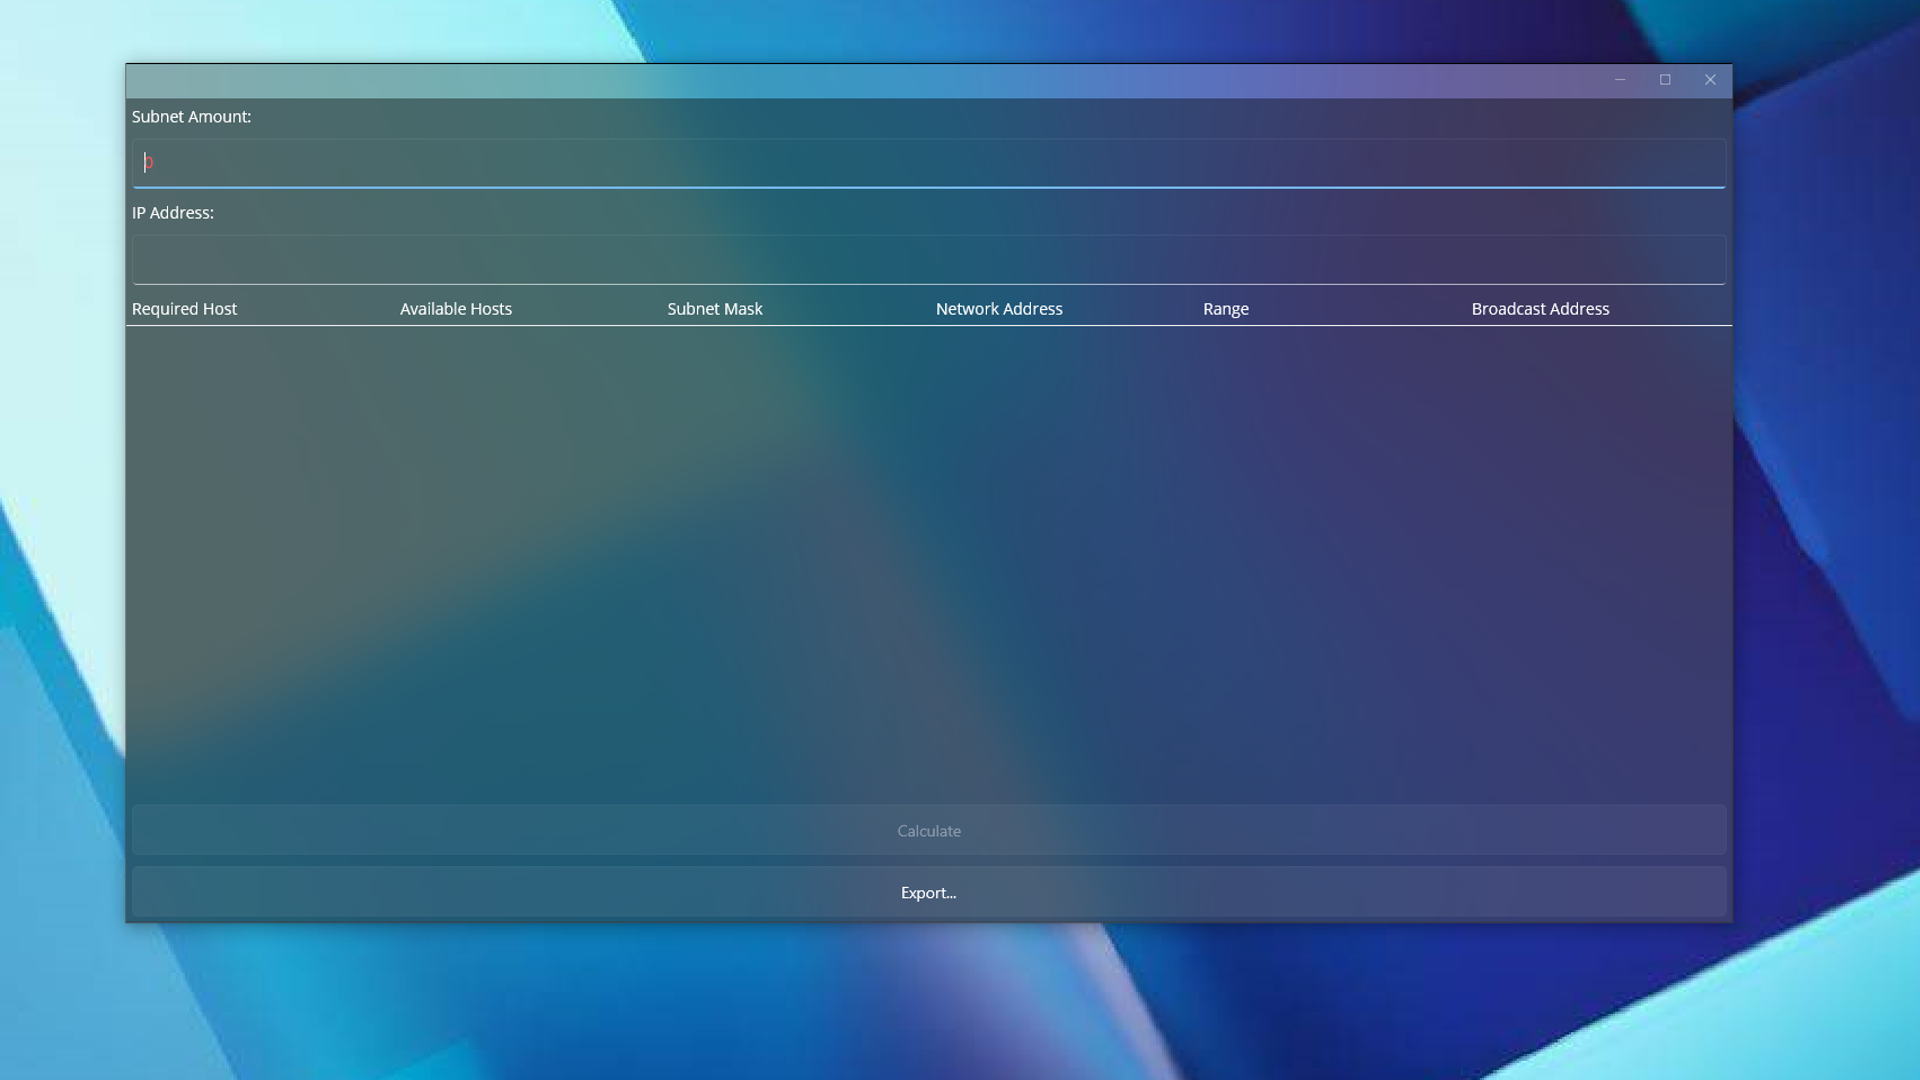 Subnet Amount:
0
IP Address:
Required Host Available Hosts Subnet Mask Network Address Range Broadcast Address
Calculate
Export...